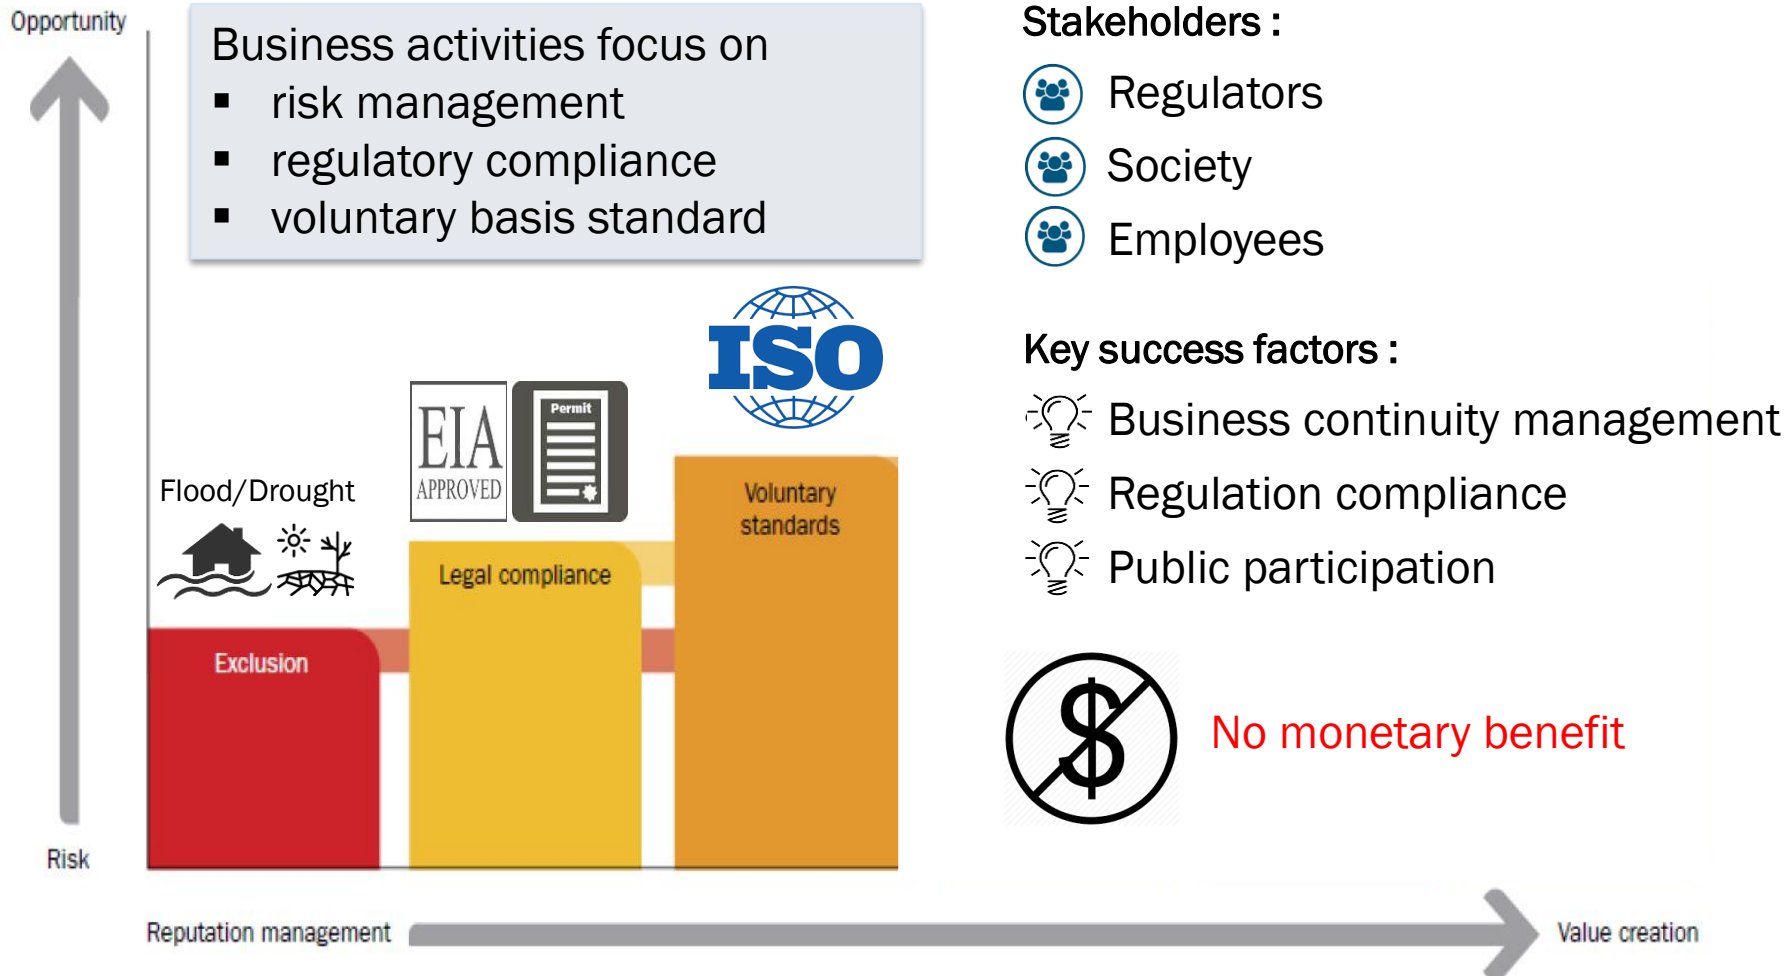 Opportunity
Business activities focus on
▪ risk management
▪ regulatory compliance
▪ voluntary basis standard
Stakeholders :
Regulators
Society
Employees
ISO
Key success factors :
Business continuity management
Regulation compliance
Public participation
EIA
APPROVED
Permit
Flood/Drought
Voluntary
standards
Legal compliance
Exclusion
$
No monetary benefit
Risk
Reputation management
Value creation